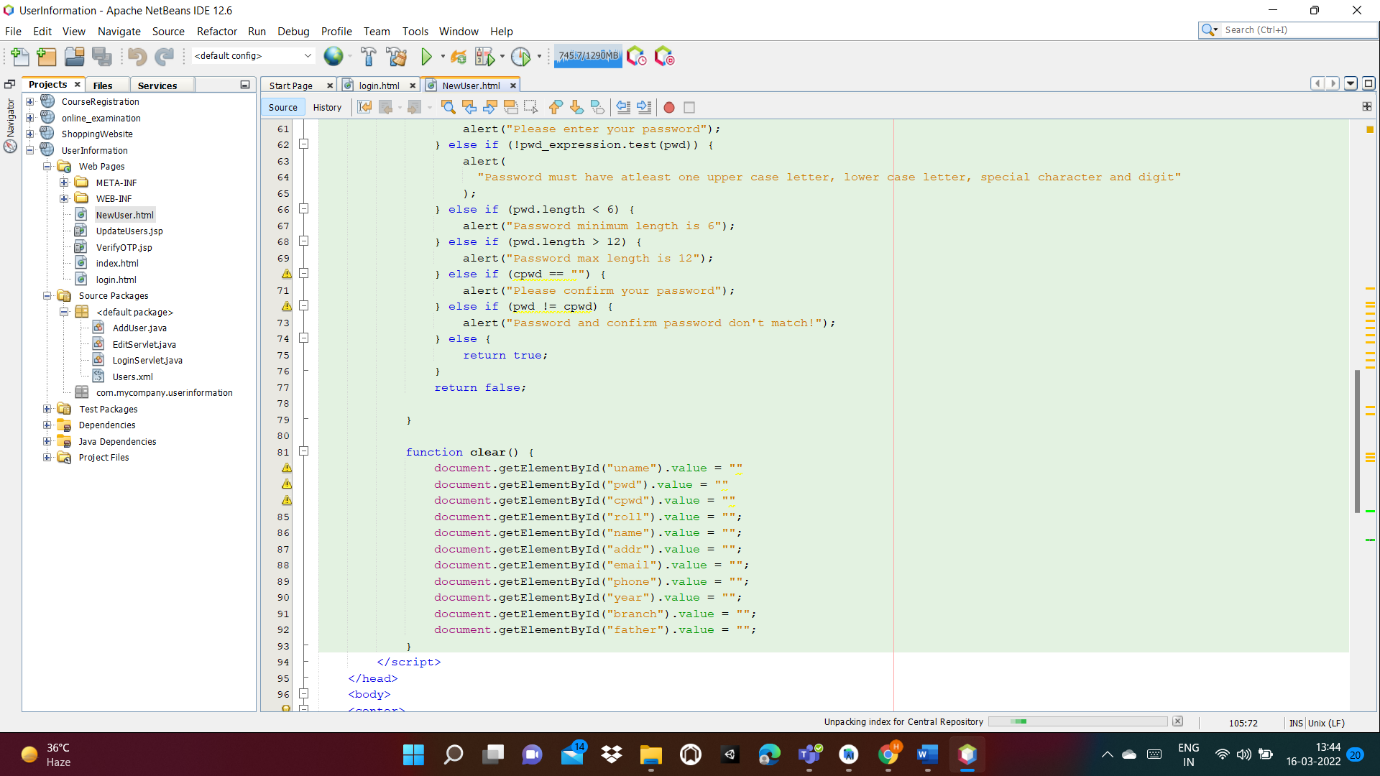 UserInformation - Apache NetBeans IDE 12.6
File Edit View Navigate Source Refactor Run Debug Profile Team Tools Window Help
Search (Ctrl+I)
<default config>
745.7/1290MB
Projects
Files
Services
Start Page
login.html
NewUser.html
Navigator
Source
History
CourseRegistration
online_examination
ShoppingWebsite
UserInformation
Web Pages
META-INF
WEB-INF
NewUser.html
UpdateUsers.jsp
VerifyOTP.jsp
index.html
login.html
Source Packages
<default package>
AddUser.java
EditServlet.java
LoginServlet.java
Users.xml
com.mycompany.userinformation
Test Packages
Dependencies
Java Dependencies
Project Files
61 alert("Please enter your password");
62 } else if (!pwd_expression.test(pwd)) {
63 alert(
64 "Password must have atleast one upper case letter, lower case letter, special character and digit"
65 );
66 } else if (pwd.length < 6) {
67 alert("Password minimum length is 6");
68 } else if (pwd.length > 12) {
69 alert("Password max length is 12");
} else if (cpwd == "") {
71 alert("Please confirm your password");
} else if (pwd != cpwd) {
73 alert("Password and confirm password don't match!");
74 } else {
75 return true;
76 }
77 return false;
78
79 }
80
81 function clear() {
document.getElementById("uname").value = ""
document.getElementById("pwd").value = ""
document.getElementById("cpwd").value = ""
85 document.getElementById("roll").value = "";
86 document.getElementById("name").value = "";
87 document.getElementById("addr").value = "";
88 document.getElementById("email").value = "";
89 document.getElementById("phone").value = "";
90 document.getElementById("year").value = "";
91 document.getElementById("branch").value = "";
92 document.getElementById("father").value = "";
93 }
94 </script>
95 </head>
96 <body>
<center>
Unpacking index for Central Repository
105:72
INS Unix (LF)
36°C
Haze
14
ENG
IN
13:44
16-03-2022
20